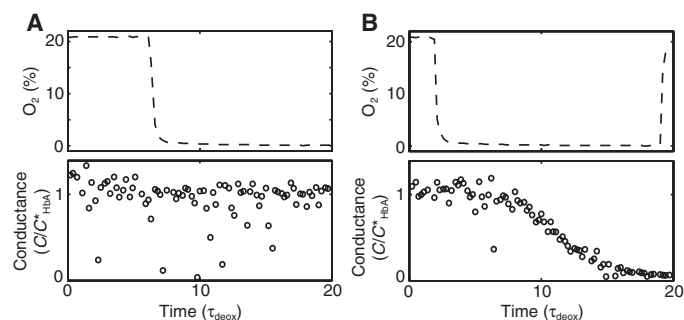 A
20
10
0
O2 (%)
1
0
Conductance
(C/C*HbA)
0
10
20
Time (τdeox)
B
20
10
0
O2 (%)
1
0
Conductance
(C/C*HbA)
0
10
20
Time (τdeox)